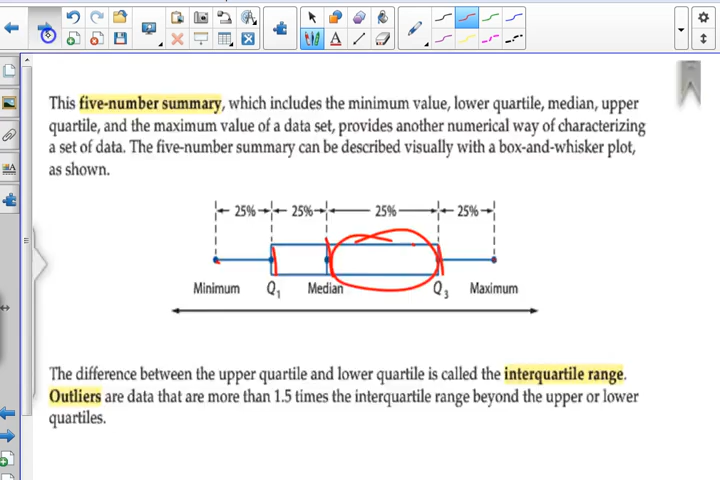 This five-number summary, which includes the minimum value, lower quartile, median, upper
quartile, and the maximum value of a data set, provides another numerical way of characterizing
a set of data. The five-number summary can be described visually with a box-and-whisker plot,
as shown.
25% 25% 25% 25%
Minimum Q1 Median Q3 Maximum
The difference between the upper quartile and lower quartile is called the interquartile range.
Outliers are data that are more than 1.5 times the interquartile range beyond the upper or lower
quartiles.